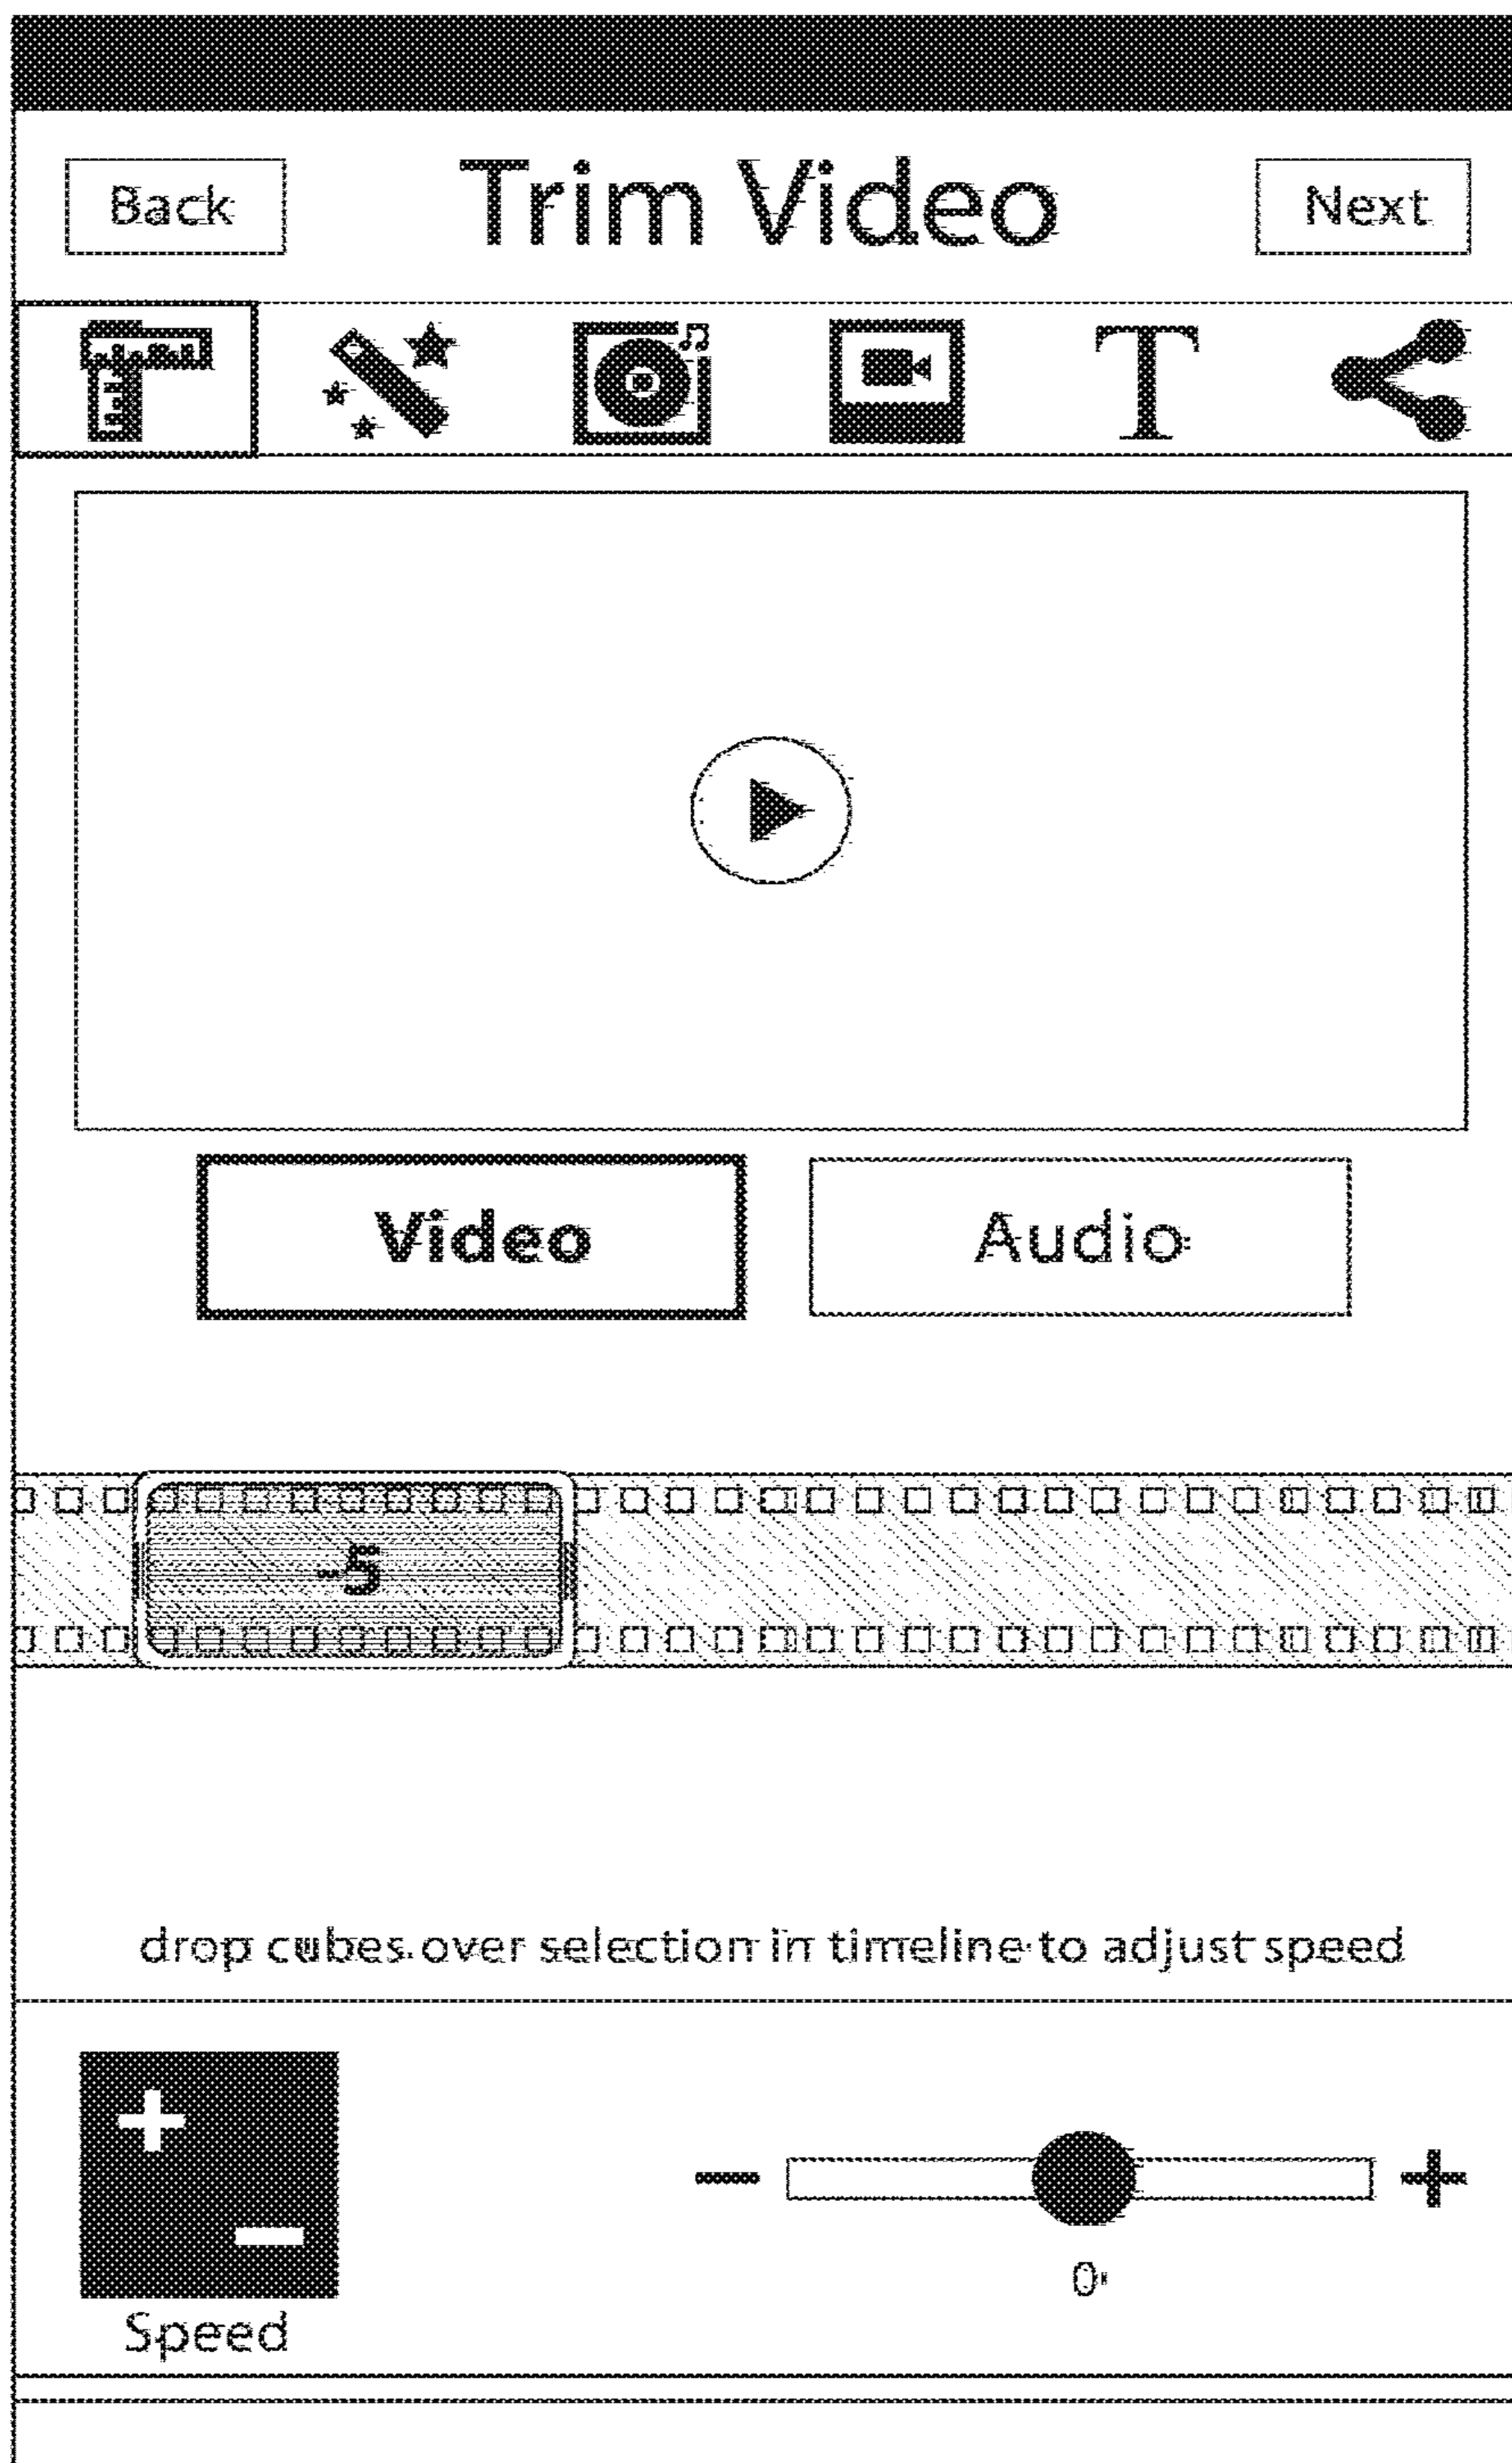 Back Trim Video Next
T
Video Audio
-5
drop cubes over selection in timeline to adjust speed
+
− +
−
0
Speed